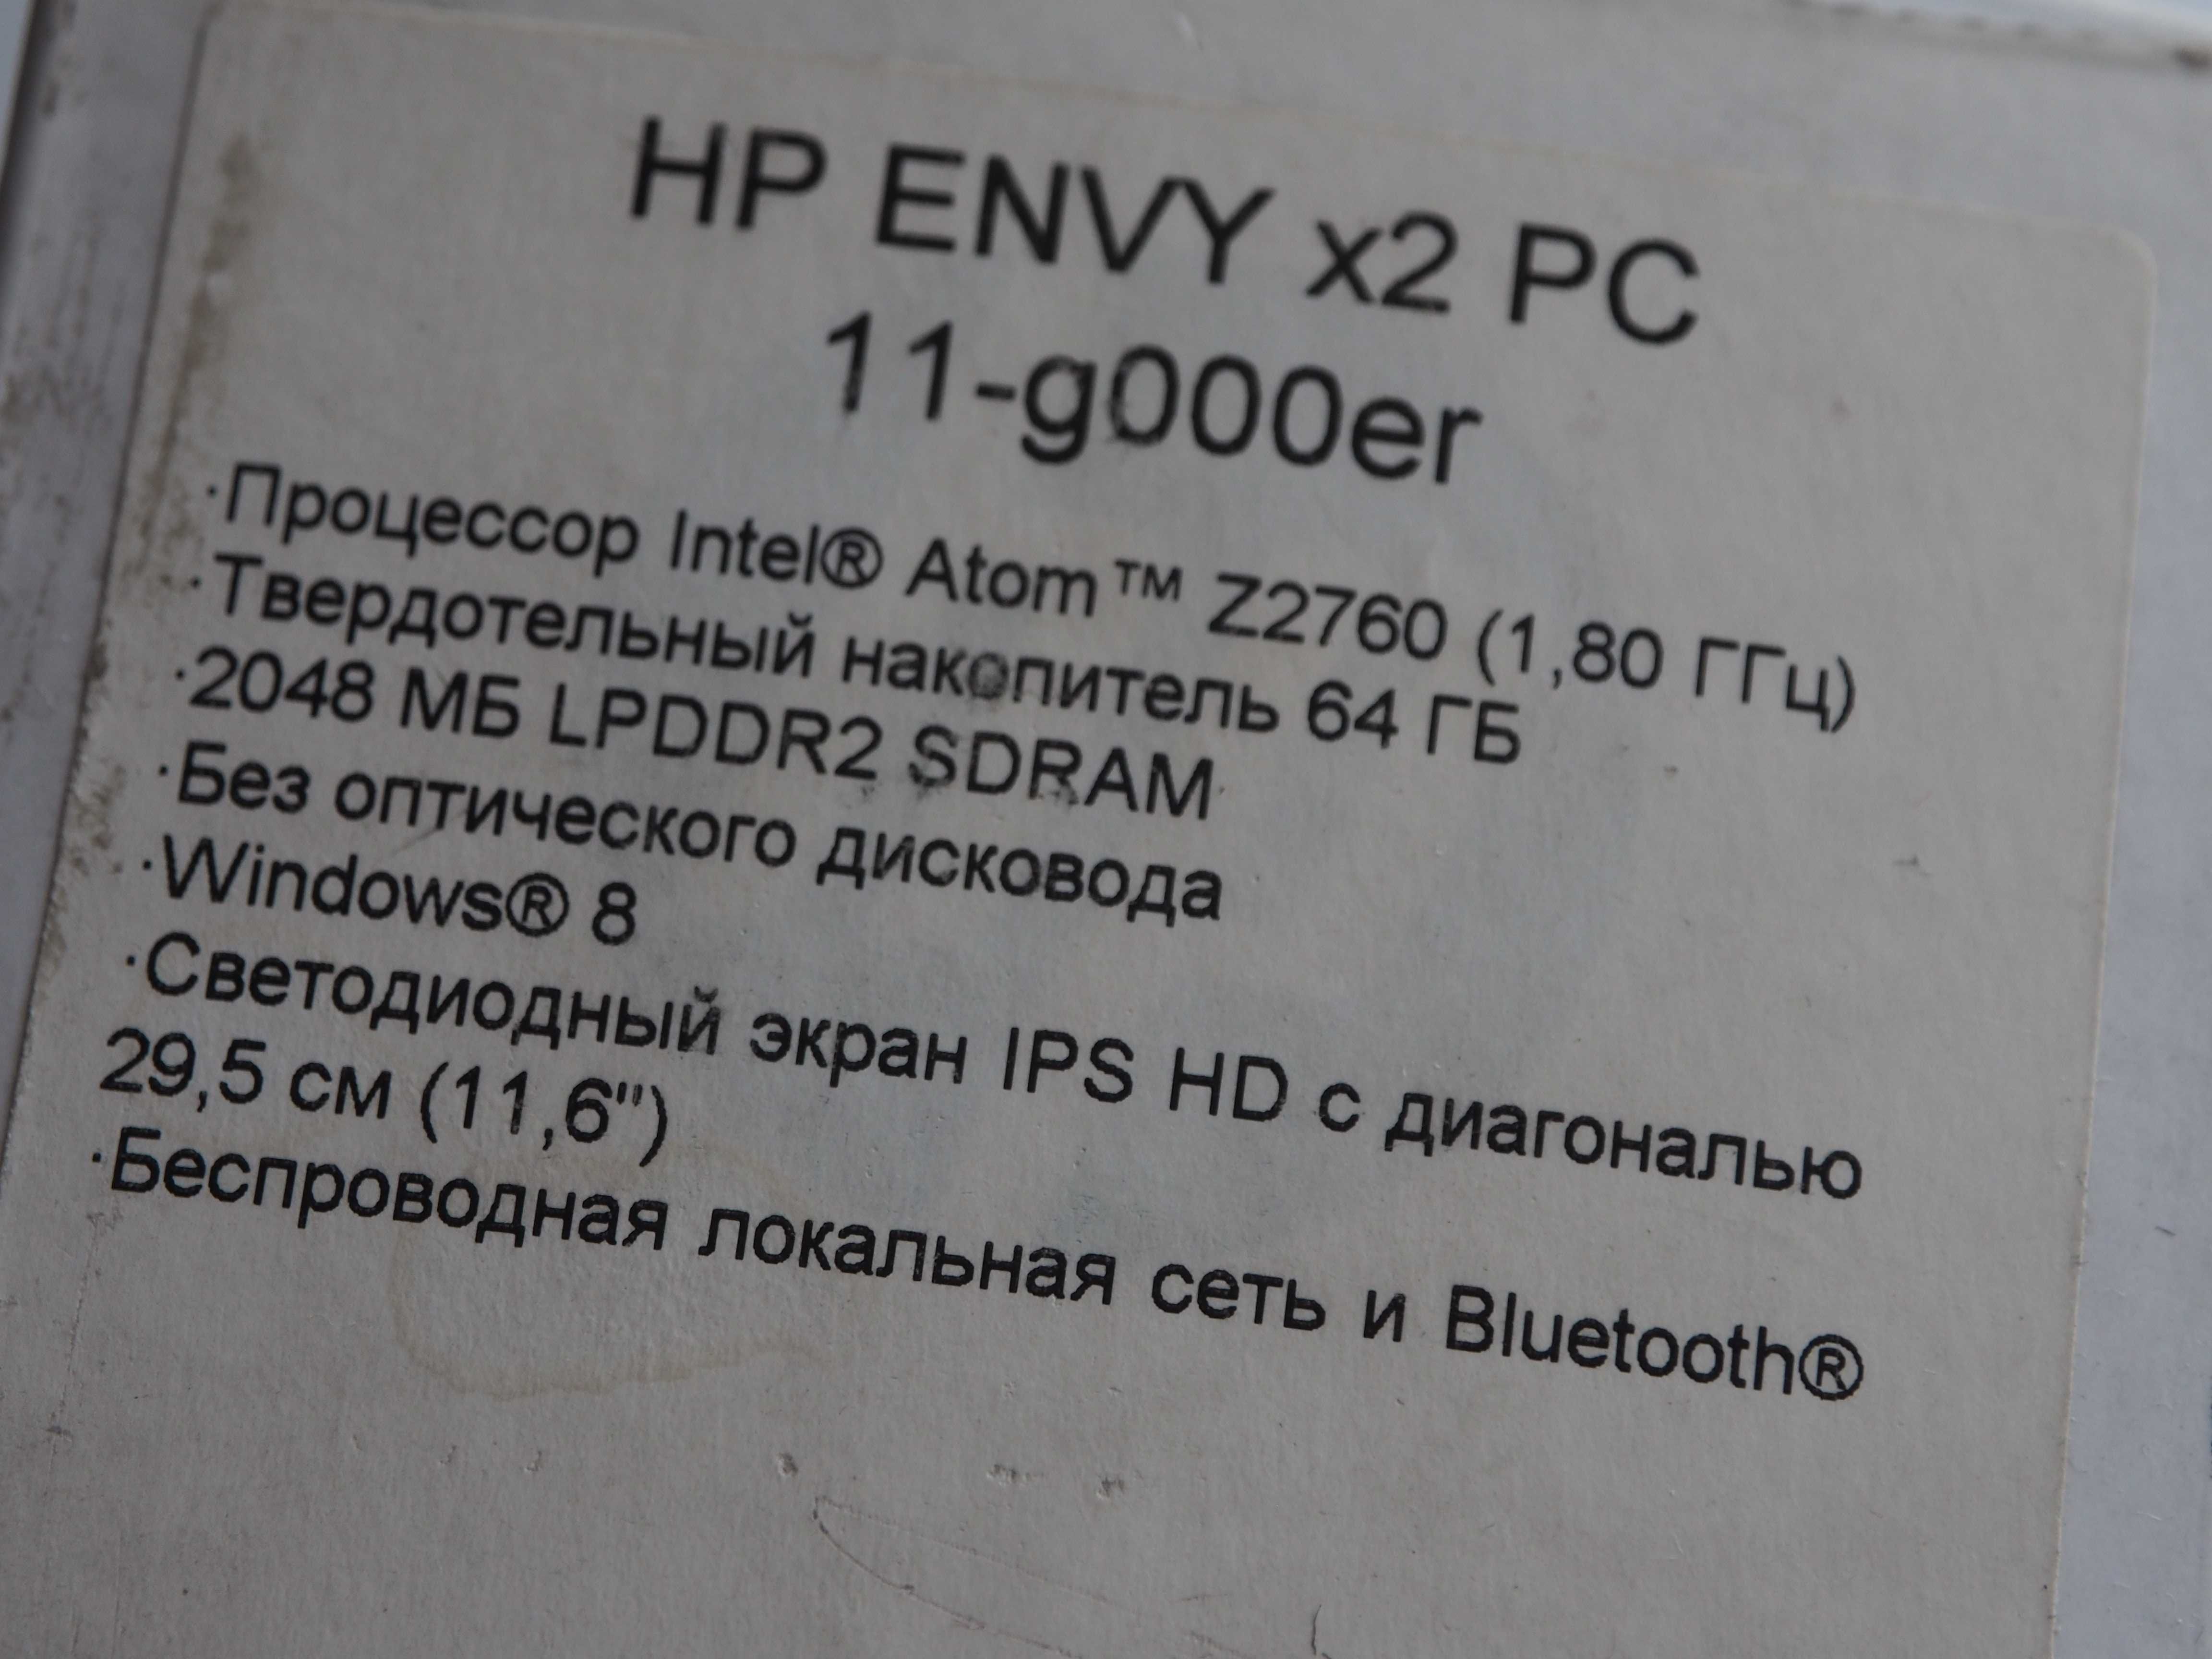 HP ENVY x2 PC
11-g000er
·Процессор Intel® Atom™ Z2760 (1,80 ГГц)
·Твердотельный накопитель 64 ГБ
·2048 МБ LPDDR2 SDRAM
·Без оптического дисковода
·Windows® 8
·Светодиодный экран IPS HD с диагональю
29,5 см (11,6")
·Беспроводная локальная сеть и Bluetooth®